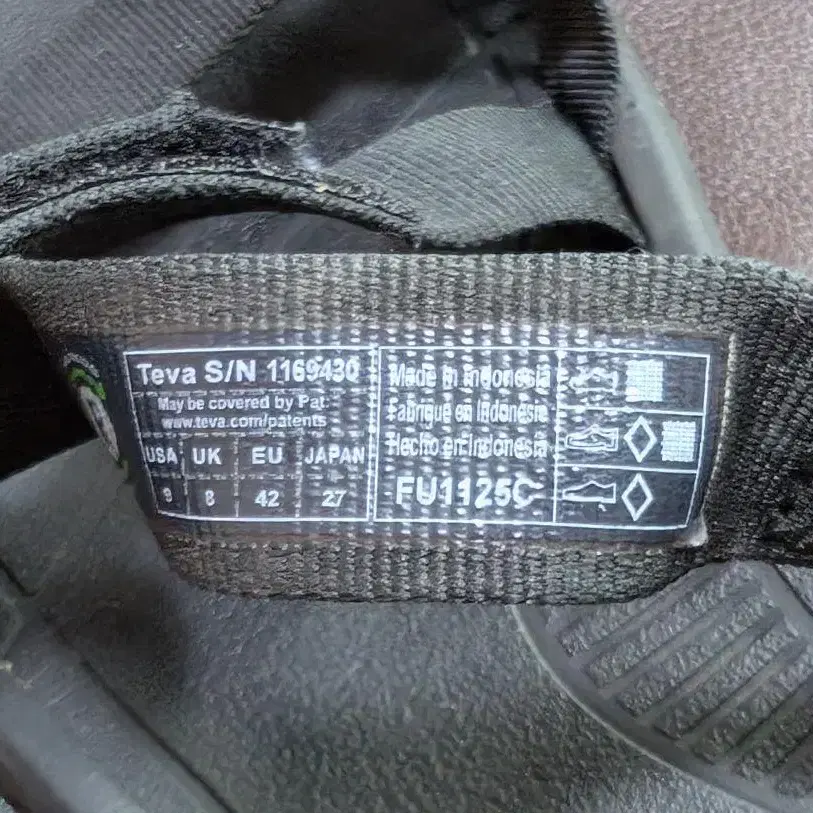 Teva S/N 1169430
May be covered by Pat.
www.teva.com/patents
USA UK EU JAPAN
9 8 42 27
Made in Indonesia
Fabriqué en Indonésie
Hecho en Indonesia
FU1125C